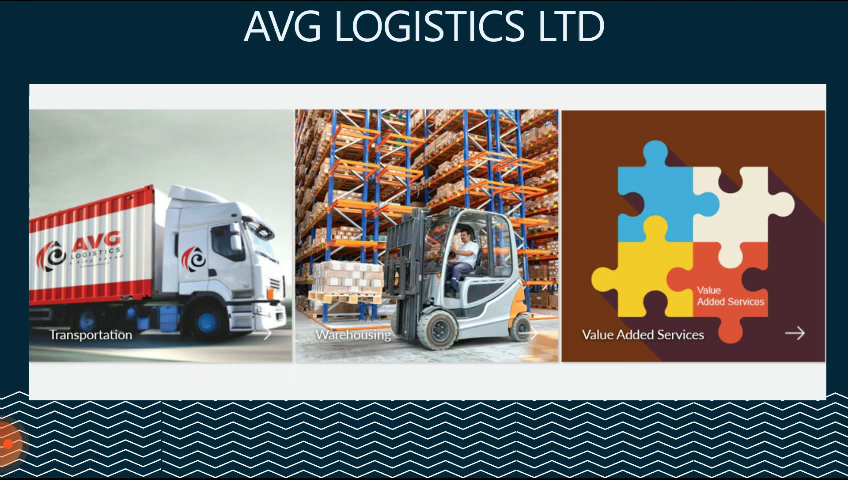 AVG LOGISTICS LTD
AVG
LOGISTICS
Transportation
Warehousing
Value
Added Services
Value Added Services